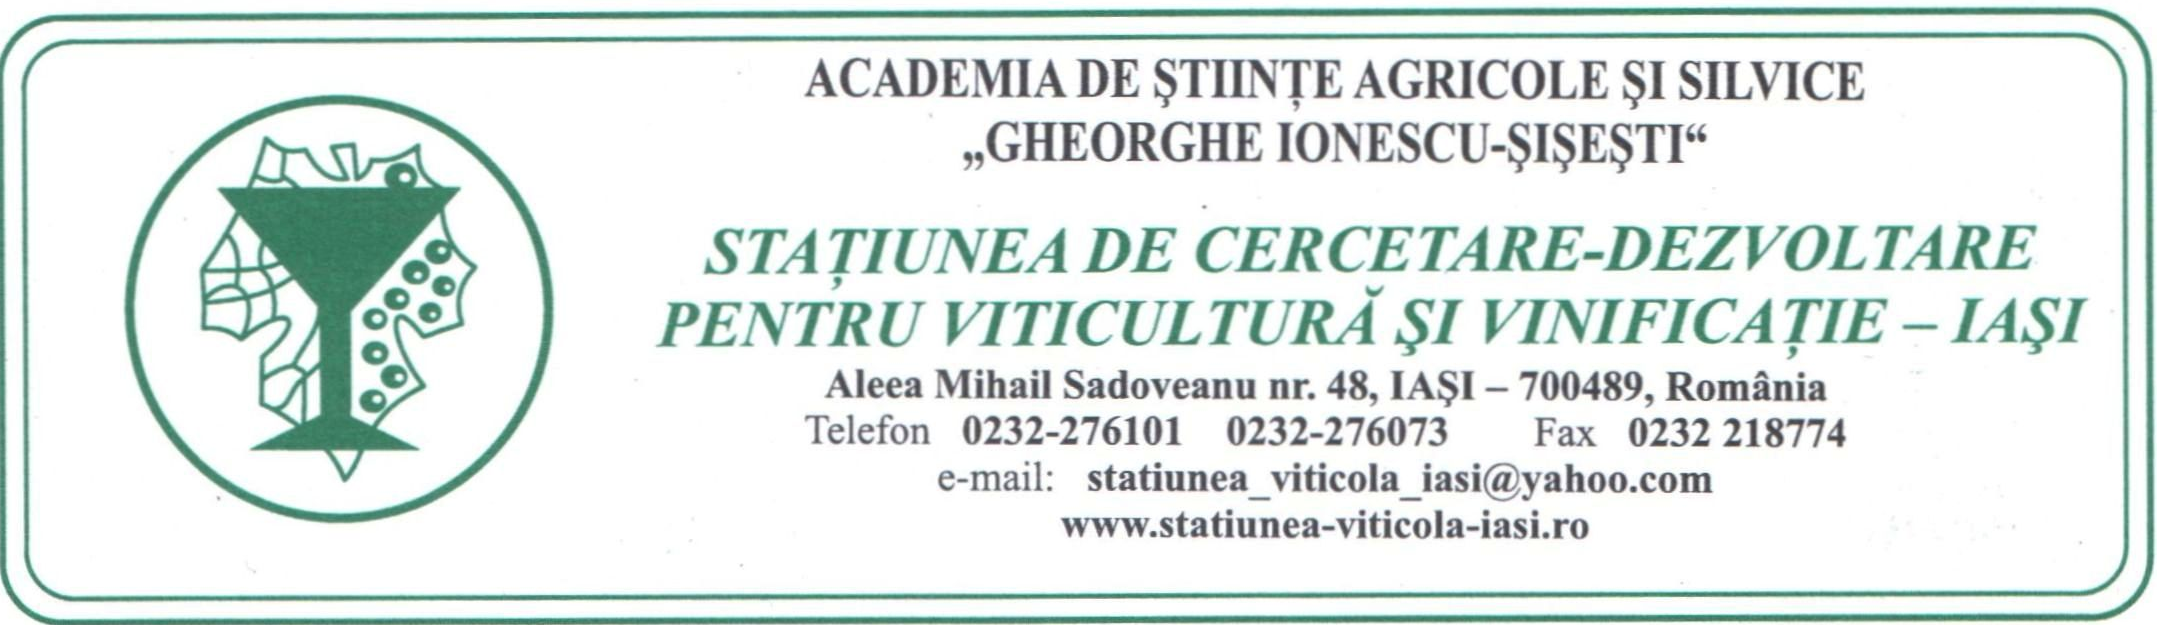 ACADEMIA DE ŞTIINŢE AGRICOLE ŞI SILVICE
„GHEORGHE IONESCU-ŞIŞEŞTI“
STAŢIUNEA DE CERCETARE-DEZVOLTARE
PENTRU VITICULTURĂ ŞI VINIFICAŢIE – IAŞI
Aleea Mihail Sadoveanu nr. 48, IAŞI – 700489, România
Telefon 0232-276101 0232-276073 Fax 0232 218774
e-mail: statiunea_viticola_iasi@yahoo.com
www.statiunea-viticola-iasi.ro